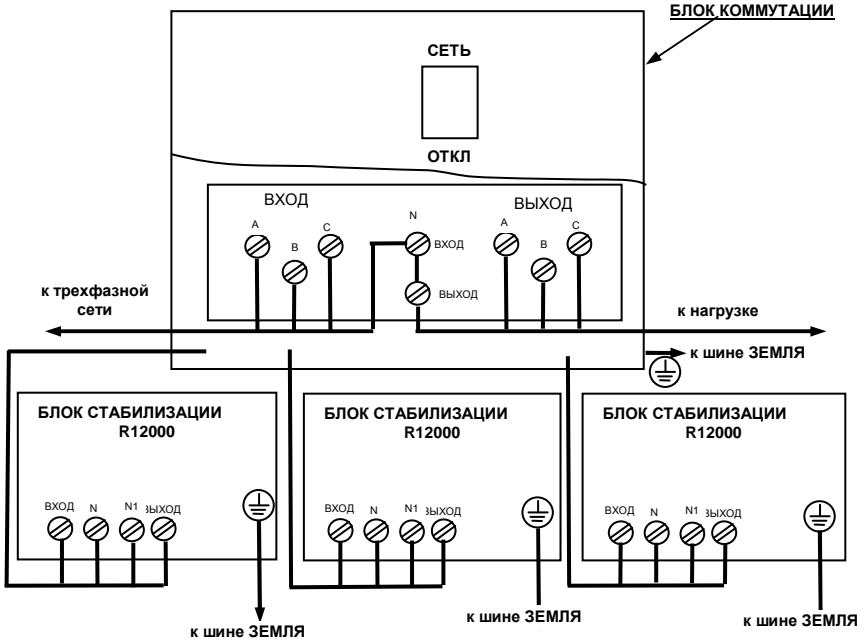 БЛОК КОММУТАЦИИ
СЕТЬ
ОТКЛ
ВХОД
ВЫХОД
A
B
C
N
ВХОД
ВЫХОД
A
B
C
к трехфазной
сети
к нагрузке
к шине ЗЕМЛЯ
БЛОК СТАБИЛИЗАЦИИ
R12000
ВХОД N N1 ВЫХОД
к шине ЗЕМЛЯ
БЛОК СТАБИЛИЗАЦИИ
R12000
ВХОД N N1 ВЫХОД
к шине ЗЕМЛЯ
БЛОК СТАБИЛИЗАЦИИ
R12000
ВХОД N N1 ВЫХОД
к шине ЗЕМЛЯ